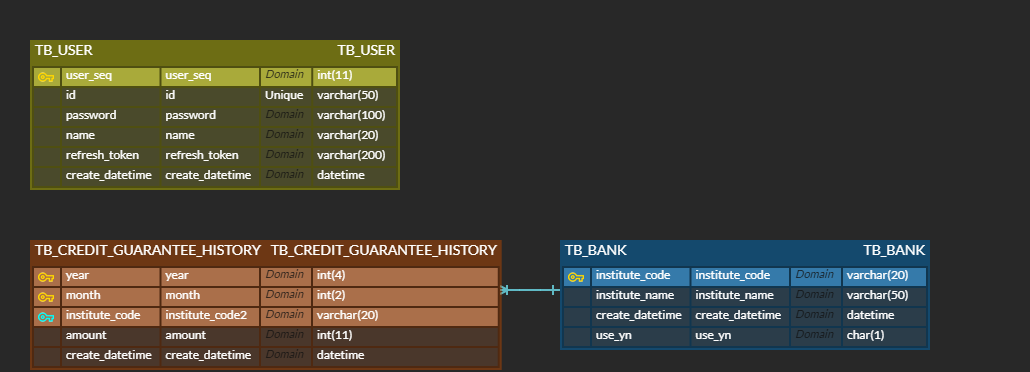 TB_USER TB_USER
user_seq user_seq Domain int(11)
id id Unique varchar(50)
password password Domain varchar(100)
name name Domain varchar(20)
refresh_token refresh_token Domain varchar(200)
create_datetime create_datetime Domain datetime
TB_CREDIT_GUARANTEE_HISTORY TB_CREDIT_GUARANTEE_HISTORY
year year Domain int(4)
month month Domain int(2)
institute_code institute_code2 Domain varchar(20)
amount amount Domain int(11)
create_datetime create_datetime Domain datetime
TB_BANK TB_BANK
institute_code institute_code Domain varchar(20)
institute_name institute_name Domain varchar(50)
create_datetime create_datetime Domain datetime
use_yn use_yn Domain char(1)